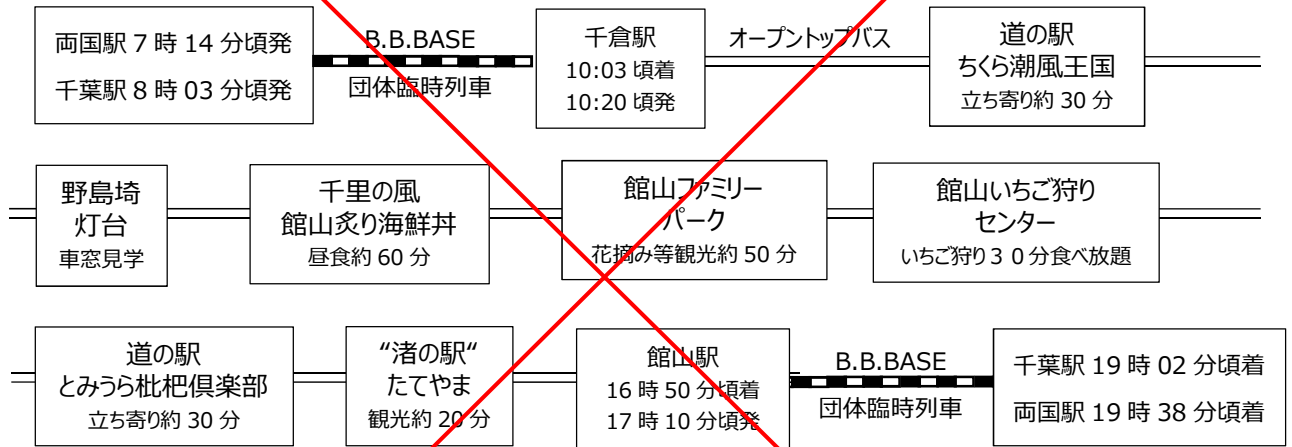 両国駅 7 時 14 分頃発
千葉駅 8 時 03 分頃発
B.B.BASE
団体臨時列車
千倉駅
10:03 頃着
10:20 頃発
オープントップバス
道の駅
ちくら潮風王国
立ち寄り約 30 分
野島埼
灯台
車窓見学
千里の風
館山炙り海鮮丼
昼食約 60 分
館山ファミリー
パーク
花摘み等観光約 50 分
館山いちご狩り
センター
いちご狩り30分食べ放題
道の駅
とみうら枇杷倶楽部
立ち寄り約 30 分
“渚の駅“
たてやま
観光約 20 分
館山駅
16 時 50 分頃着
17 時 10 分頃発
B.B.BASE
団体臨時列車
千葉駅 19 時 02 分頃着
両国駅 19 時 38 分頃着